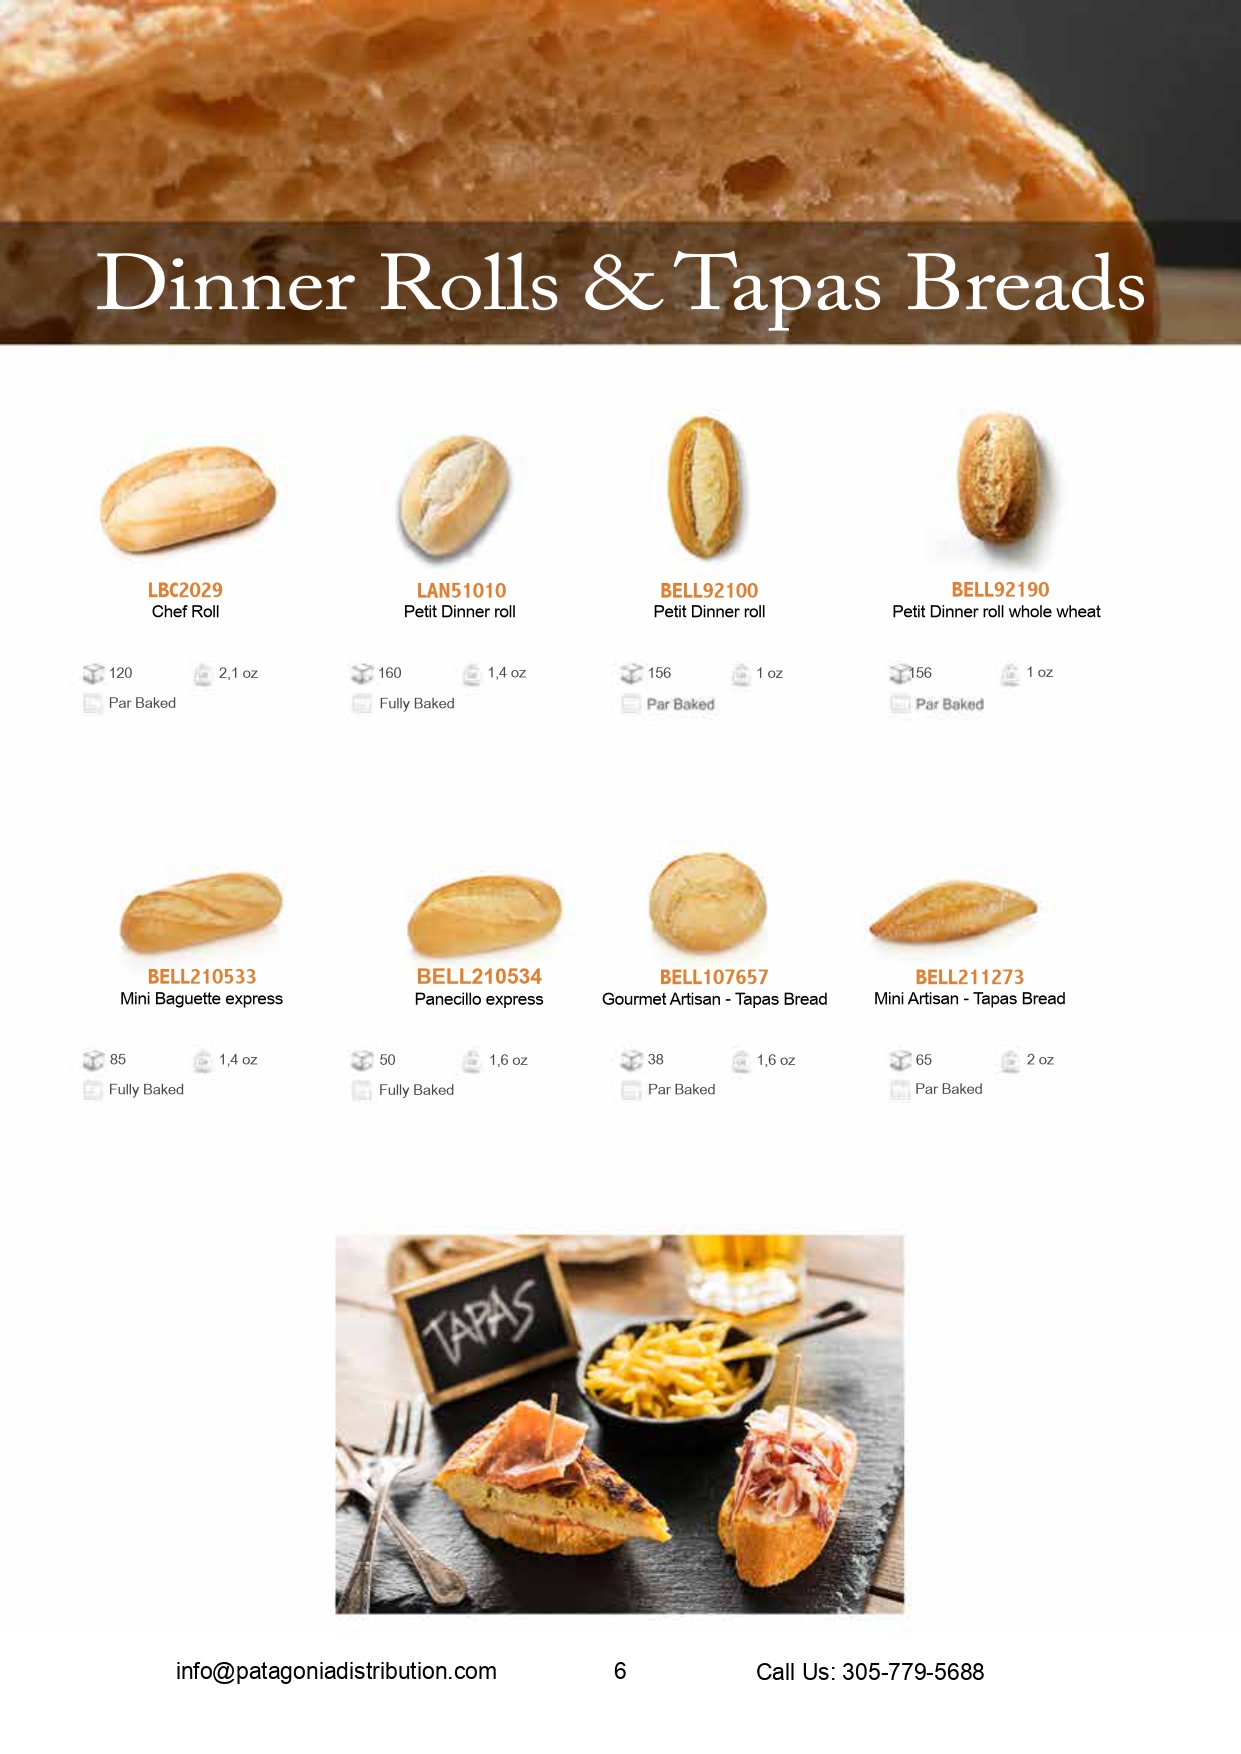 Dinner Rolls & Tapas Breads
LBC2029
Chef Roll
120
2,1 oz
Par Baked
LAN51010
Petit Dinner roll
160
1,4 oz
Fully Baked
BELL92100
Petit Dinner roll
156
1 oz
Par Baked
BELL92190
Petit Dinner roll whole wheat
156
1 oz
Par Baked
BELL210533
Mini Baguette express
85
1,4 oz
Fully Baked
BELL210534
Panecillo express
50
1,6 oz
Fully Baked
BELL107657
Gourmet Artisan - Tapas Bread
38
1,6 oz
Par Baked
BELL211273
Mini Artisan - Tapas Bread
65
2 oz
Par Baked
TAPAS
info@patagoniadistribution.com
6
Call Us: 305-779-5688